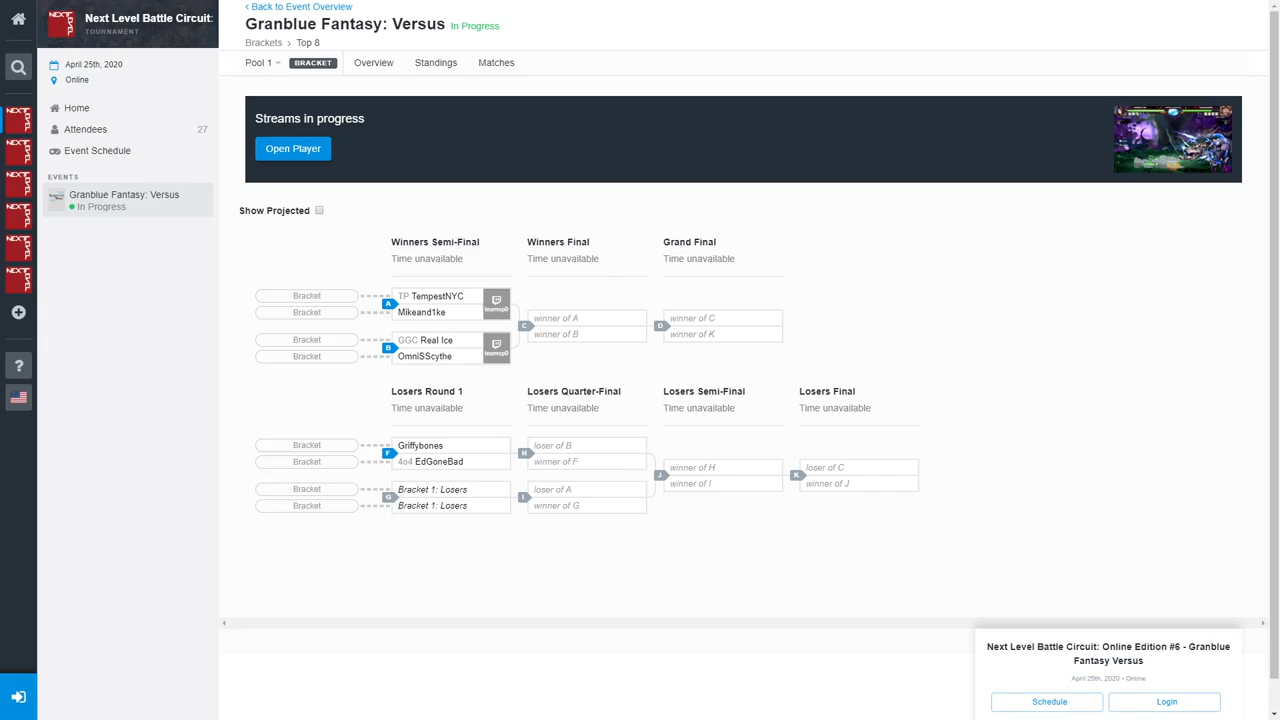 ‹ Back to Event Overview
Next Level Battle Circuit:
TOURNAMENT
Granblue Fantasy: Versus In Progress
Brackets › Top 8
April 25th, 2020
Online
Pool 1 BRACKET Overview Standings Matches
Home
Attendees 27
Event Schedule
EVENTS
Granblue Fantasy: Versus
In Progress
Streams in progress
Open Player
Show Projected
Winners Semi-Final Winners Final Grand Final
Time unavailable Time unavailable Time unavailable
Bracket TP TempestNYC
A
Bracket Mikeand1ke
winner of A winner of C
C D
winner of B winner of K
Bracket GGC Real Ice
B
Bracket OmniSScythe
Losers Round 1 Losers Quarter-Final Losers Semi-Final Losers Final
Time unavailable Time unavailable Time unavailable Time unavailable
Bracket Griffybones loser of B
F H
Bracket 4o4 EdGoneBad winner of F
winner of H loser of C
J K
winner of I winner of J
Bracket Bracket 1: Losers loser of A
G I
Bracket Bracket 1: Losers winner of G
Next Level Battle Circuit: Online Edition #6 - Granblue
Fantasy Versus
April 25th, 2020 • Online
Schedule Login
NEXT LEVEL
?